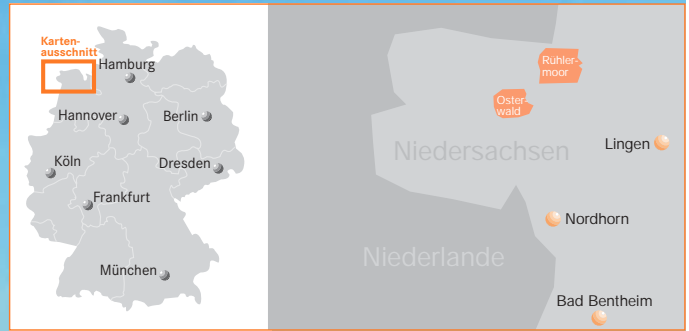 Karten-
ausschnitt
Hamburg
Hannover
Berlin
Köln
Dresden
Frankfurt
München
Rühler-
moor
Oster-
wald
Lingen
Niedersachsen
Nordhorn
Niederlande
Bad Bentheim